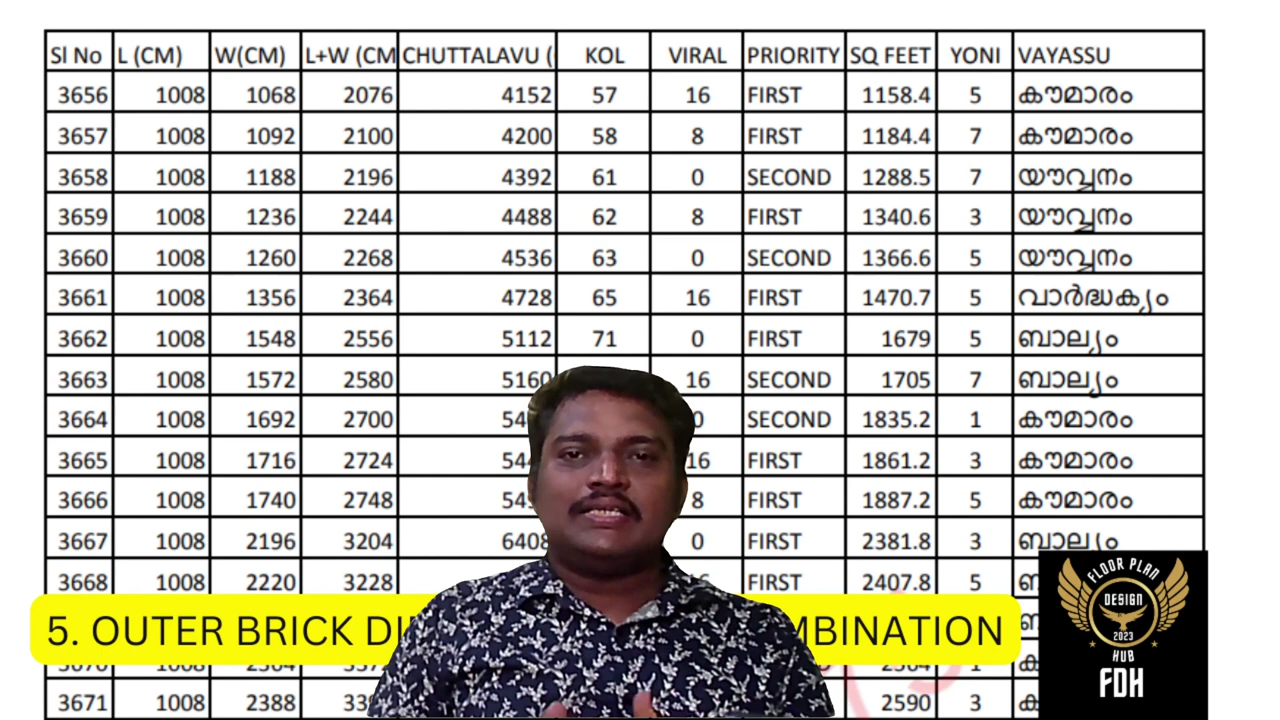 Sl No L (CM) W(CM) L+W (CM CHUTTALAVU ( KOL VIRAL PRIORITY SQ FEET YONI VAYASSU
3656 1008 1068 2076 4152 57 16 FIRST 1158.4 5 കൗമാരം
3657 1008 1092 2100 4200 58 8 FIRST 1184.4 7 കൗമാരം
3658 1008 1188 2196 4392 61 0 SECOND 1288.5 7 യൗവ്വനം
3659 1008 1236 2244 4488 62 8 FIRST 1340.6 3 യൗവ്വനം
3660 1008 1260 2268 4536 63 0 SECOND 1366.6 5 യൗവ്വനം
3661 1008 1356 2364 4728 65 16 FIRST 1470.7 5 വാർദ്ധക്യം
3662 1008 1548 2556 5112 71 0 FIRST 1679 5 ബാല്യം
3663 1008 1572 2580 5160 16 SECOND 1705 7 ബാല്യം
3664 1008 1692 2700 SECOND 1835.2 1 കൗമാരം
3665 1008 1716 2724 16 FIRST 1861.2 3 കൗമാരം
3666 1008 1740 2748 8 FIRST 1887.2 5 കൗമാരം
3667 1008 2196 3204 6408 0 FIRST 2381.8 3 ബാല്യം
3668 1008 2220 3228 FIRST 2407.8 5
5. OUTER BRICK
3671 1008 2388 2590 3
FLOOR PLAN
DESIGN
2023
HUB
FDH